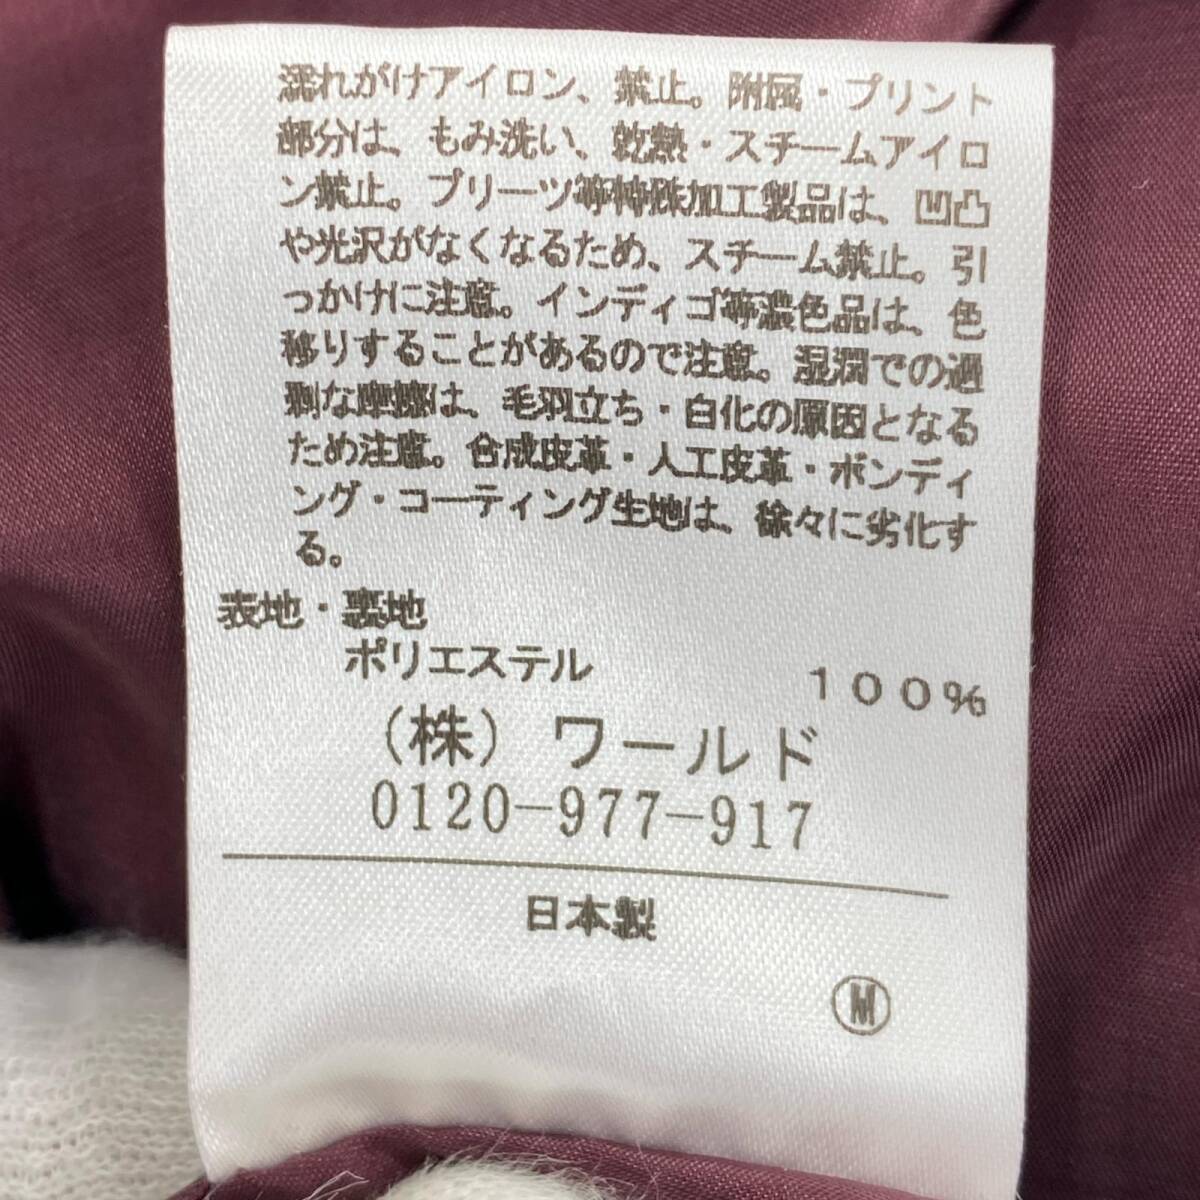 濡れがけアイロン、禁止。附属・プリント
部分は、もみ洗い、乾熱・スチームアイロ
ン禁止。プリーツ等特殊加工製品は、凹凸
や光沢がなくなるため、スチーム禁止。引
っかけに注意。インディゴ等濃色品は、色
移りすることがあるので注意。湿潤での過
剰な摩擦は、毛羽立ち・白化の原因となる
ため注意。合成皮革・人工皮革・ボンディ
ング・コーティング生地は、徐々に劣化す
る。
表地・裏地
ポリエステル 100%
(株)ワールド
0120-977-917
日本製
Ⓜ